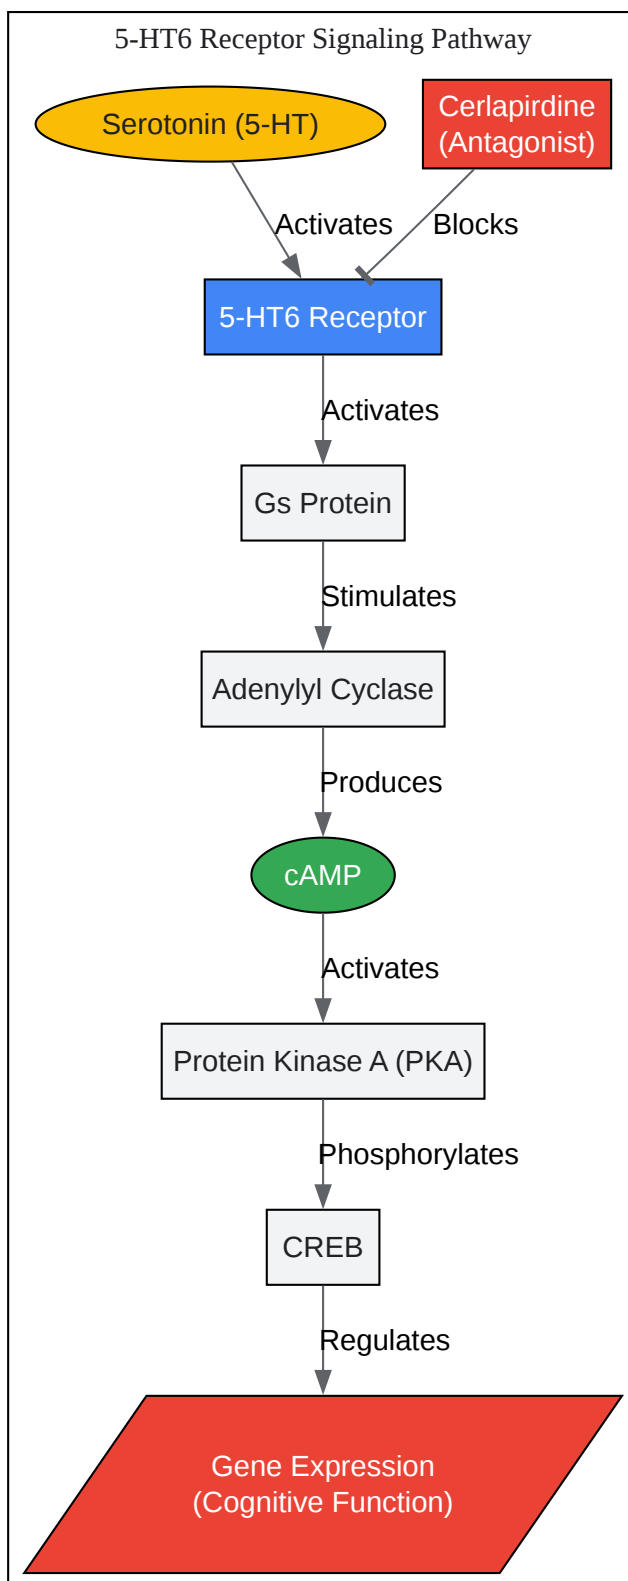 5-HT6 Receptor Signaling Pathway
Serotonin (5-HT)
Cerlapirdine
(Antagonist)
Activates
Blocks
5-HT6 Receptor
Activates
Gs Protein
Stimulates
Adenylyl Cyclase
Produces
cAMP
Activates
Protein Kinase A (PKA)
Phosphorylates
CREB
Regulates
Gene Expression
(Cognitive Function)